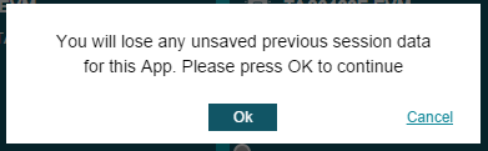 You will lose any unsaved previous session data
for this App. Please press OK to continue
Ok
Cancel